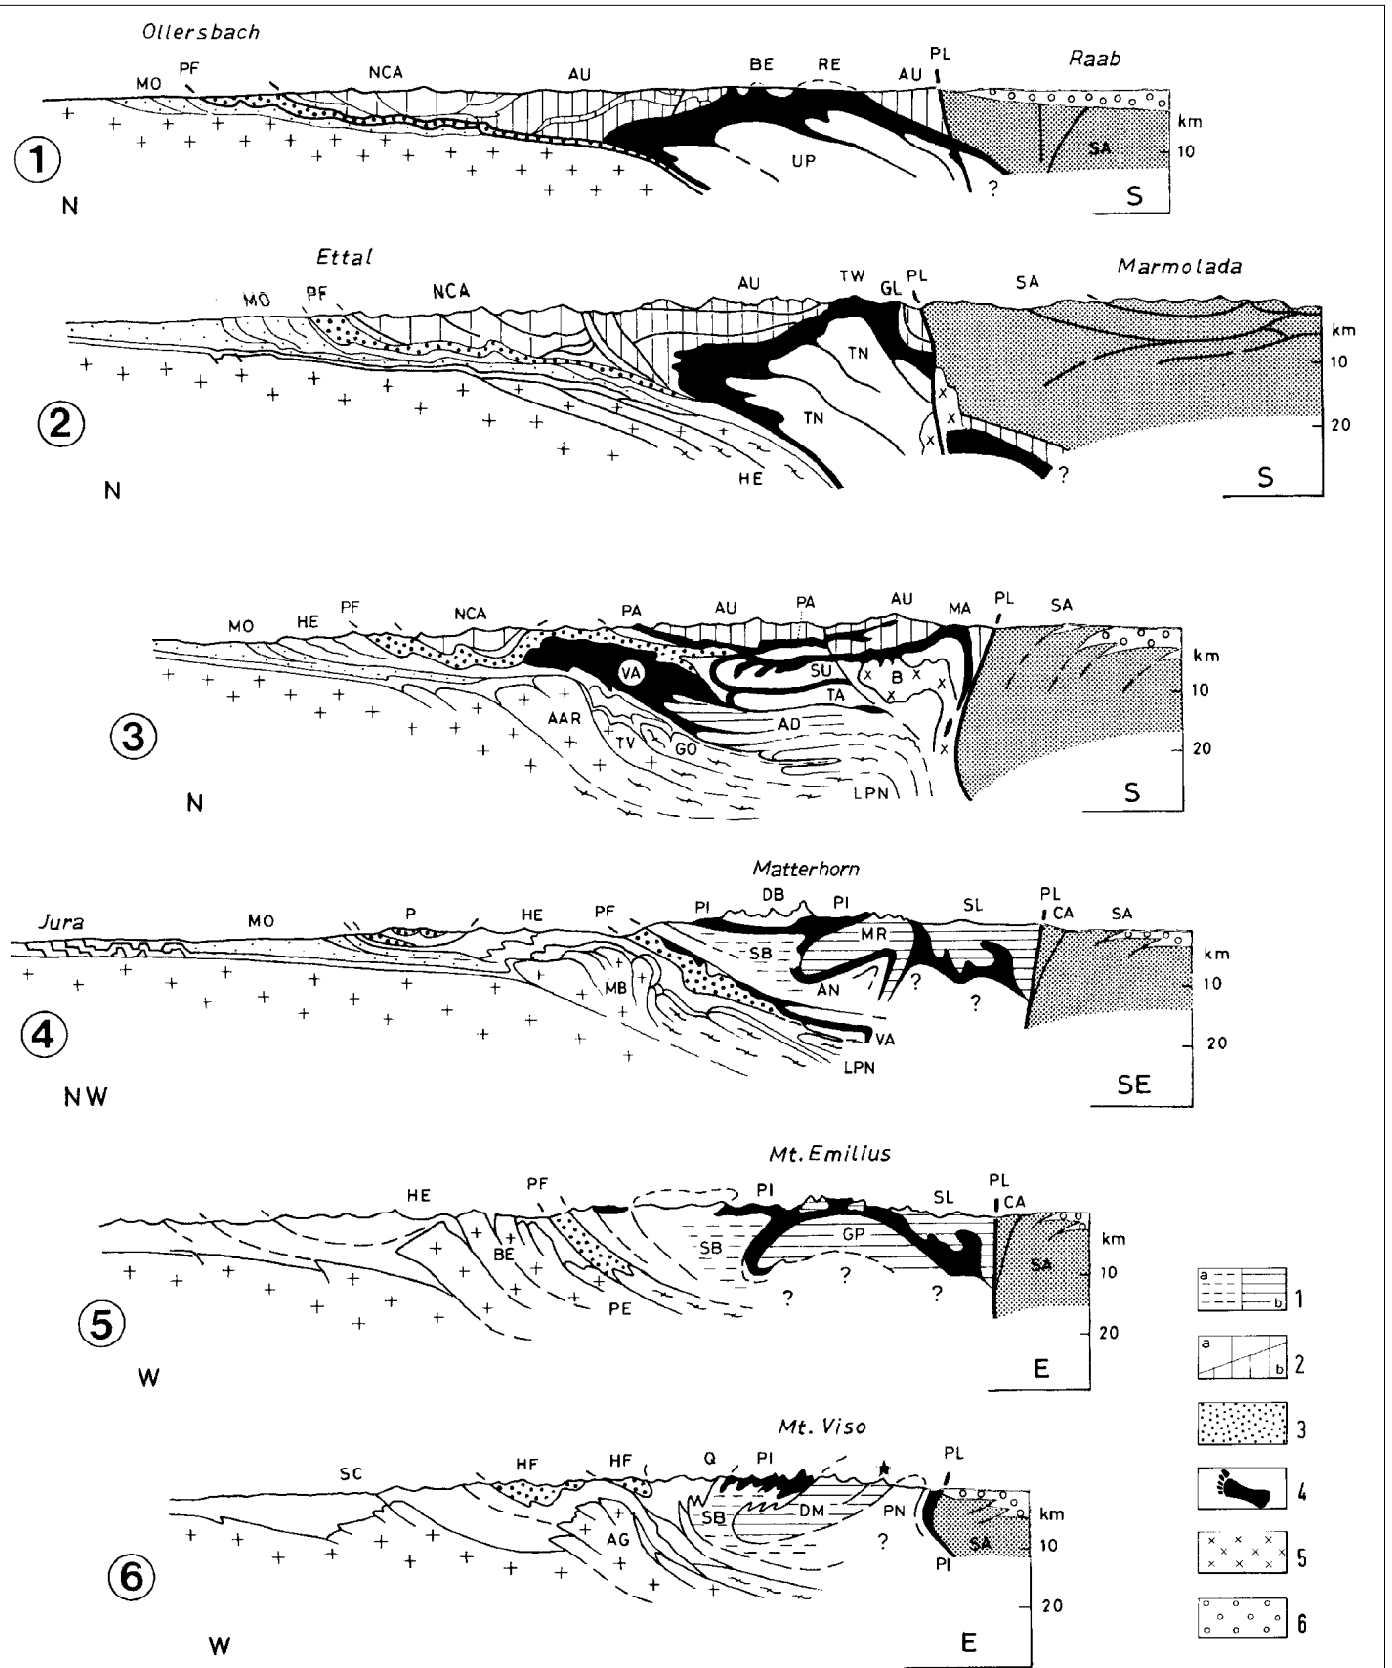 Ollersbach
MO PF NCA AU BE RE AU PL Raab
km
10
SA
UP
?
1
N
S
Ettal
MO PF NCA AU TW GL PL SA Marmolada
km
10
TN
TN
20
HE
?
2
N
S
MO HE PF NCA PA AU PA AU MA PL SA
km
VA SU B
10
TA
AAR AD
TV GO
20
LPN
3
N
S
Matterhorn
Jura MO P HE PF PI DB PI SL PL CA SA
MR
SB
km
10
MB AN ? ?
VA
20
LPN
4
NW
SE
Mt. Emilius
HE PF PI SL PL CA
BE SB GP
km
SA
10
? ? ?
PE
20
5
W
E
a b 1
a b 2
3
4
5
6
Mt. Viso
SC HF HF Q PI ★ PL
SB DM PN
km
AG ? SA
10
PI
20
6
W
E